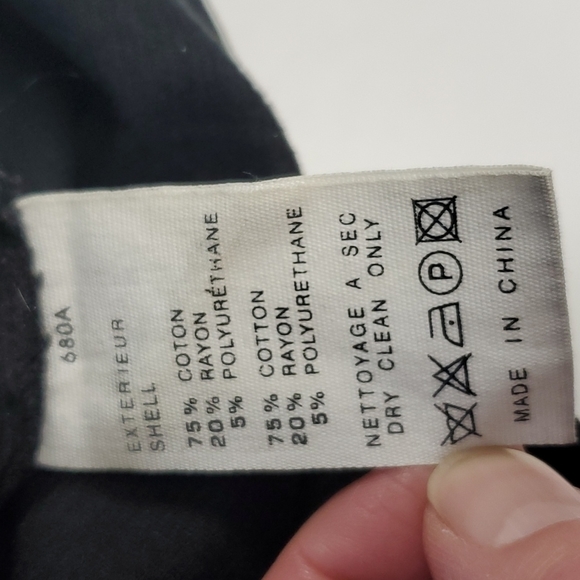 680A
EXTERIEUR
SHELL
75% COTON
20% RAYON
5% POLYURÉTHANE
75% COTTON
20% RAYON
5% POLYURETHANE
NETTOYAGE A SEC
DRY CLEAN ONLY
P
MADE IN CHINA